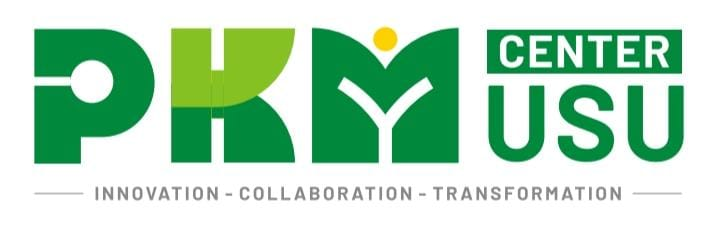 PKM CENTER
USU
INNOVATION - COLLABORATION - TRANSFORMATION